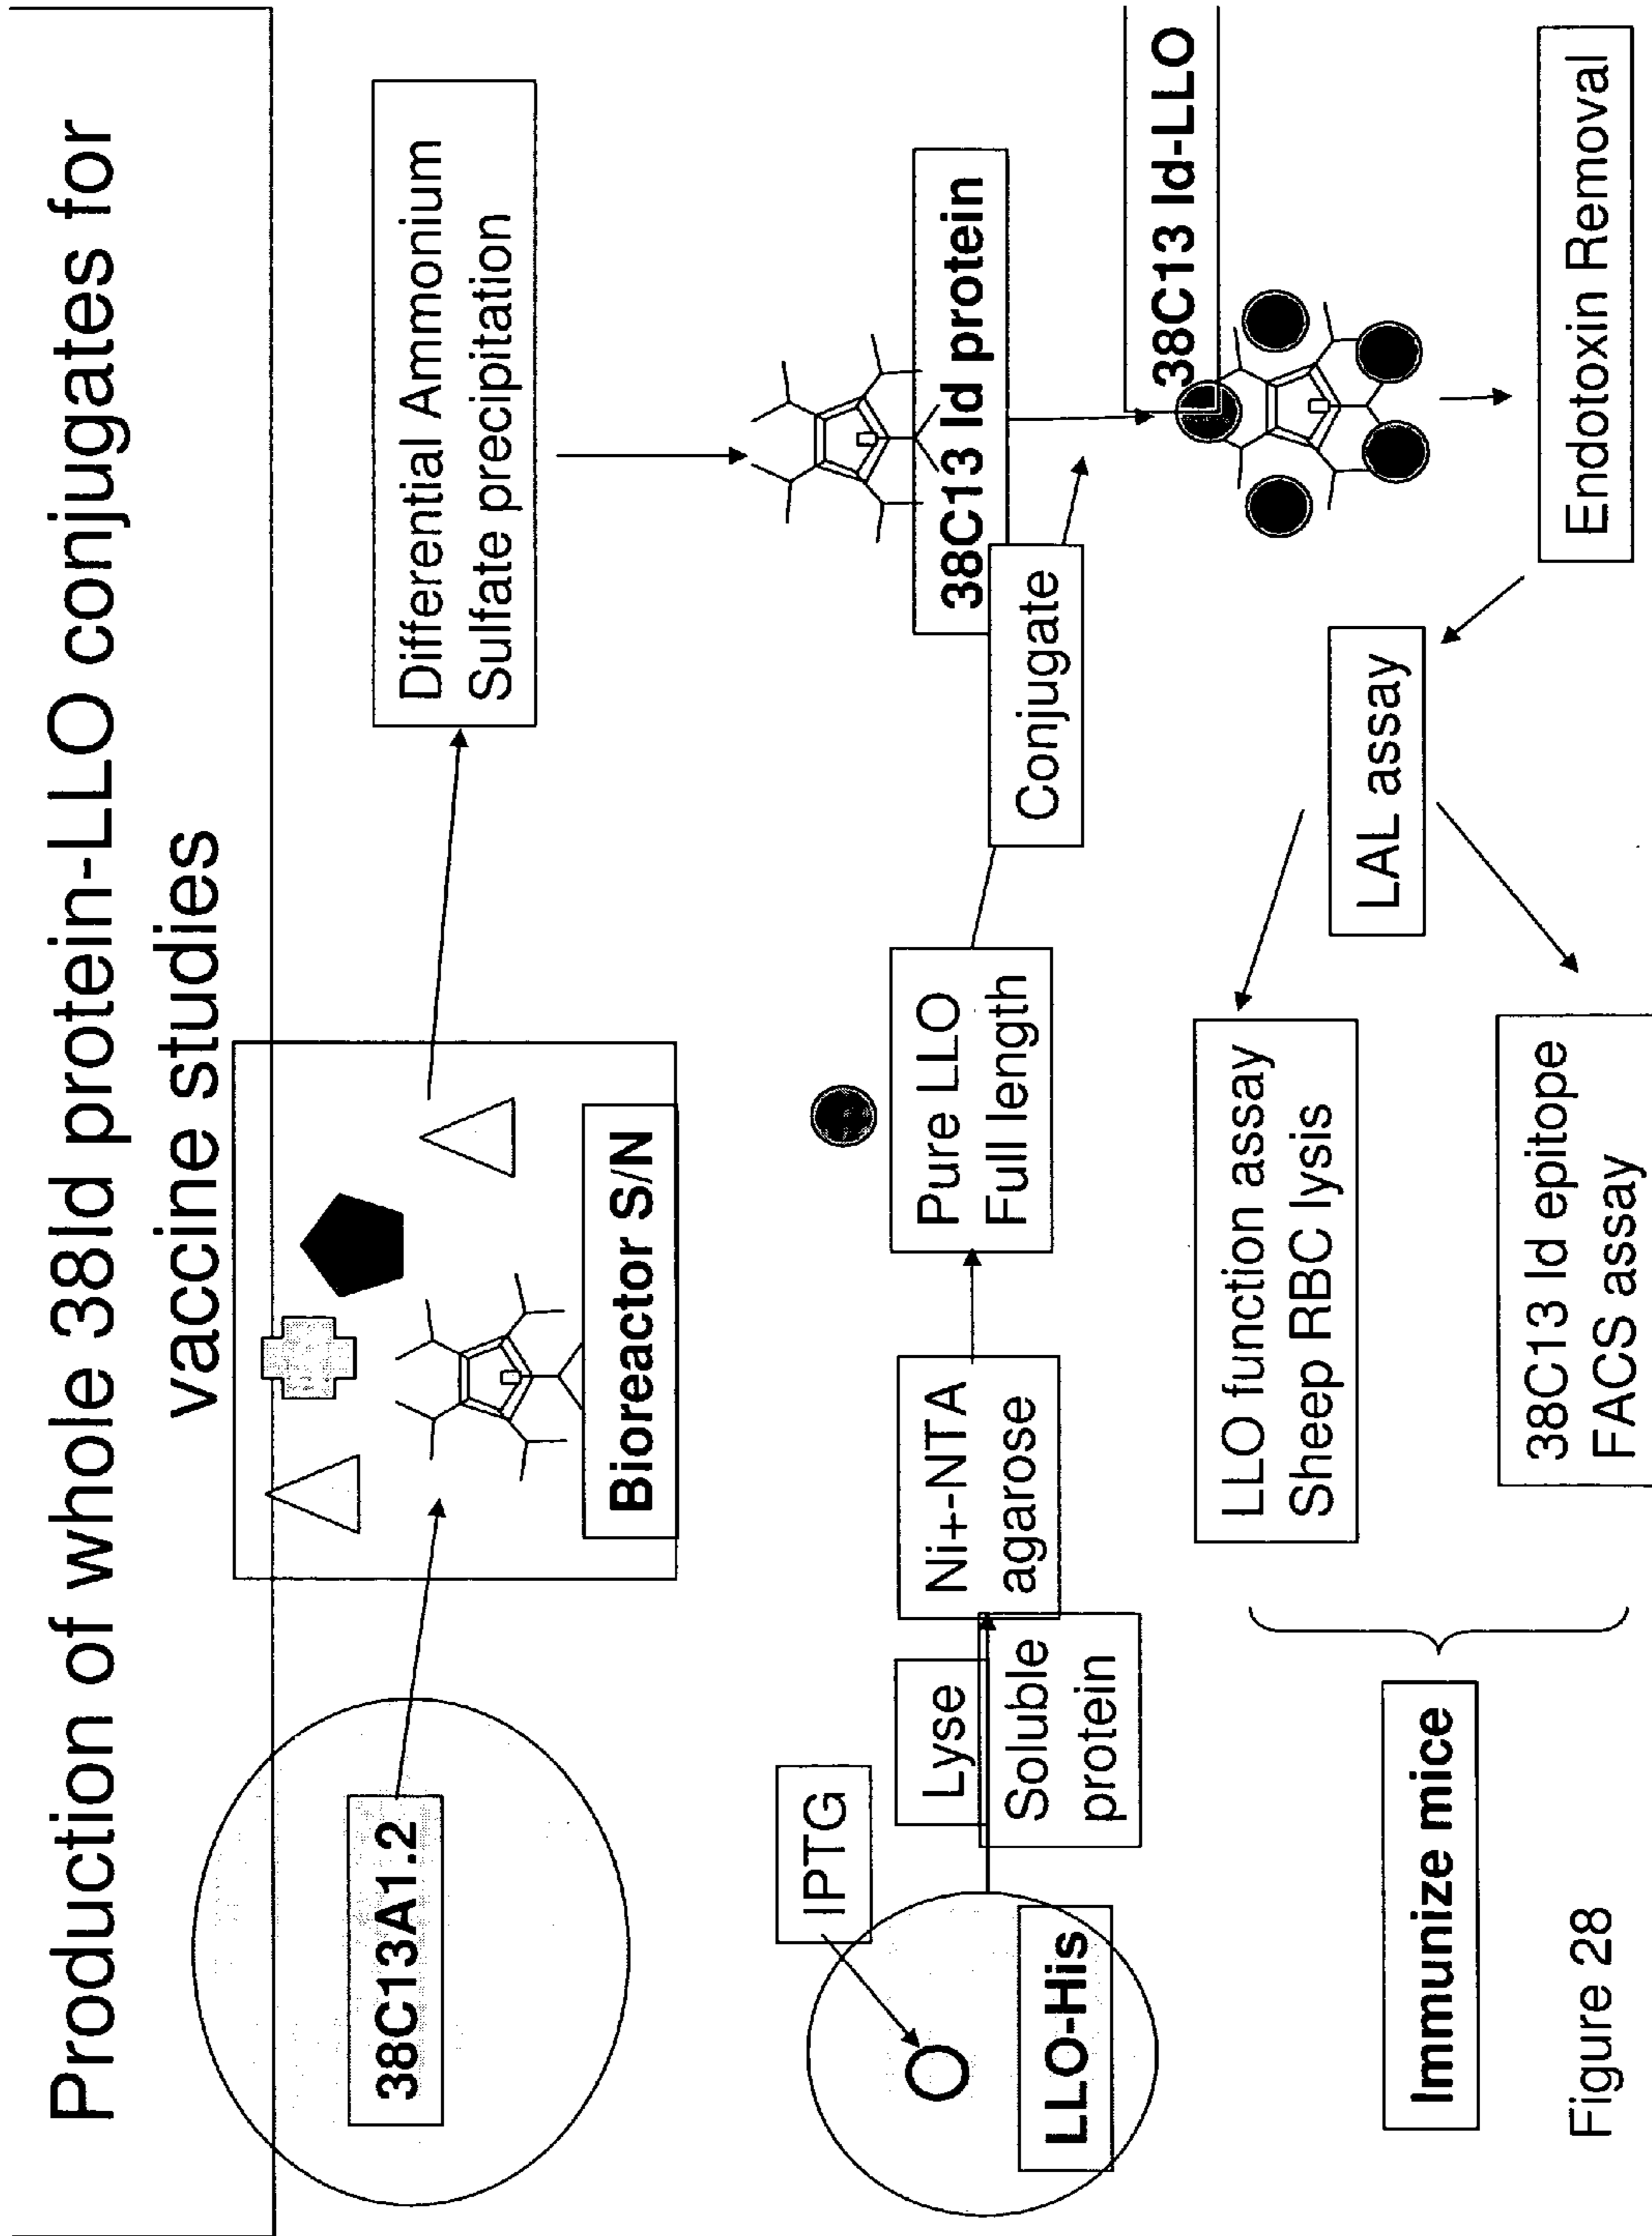 Production of whole 38Id protein-LLO conjugates for
vaccine studies
38C13A1.2
Bioreactor S/N
Differential Ammonium
Sulfate precipitation
38C13 Id protein
IPTG
LLO-His
Lyse
Soluble
protein
Ni+-NTA
agarose
Pure LLO
Full length
Conjugate
38C13 Id-LLO
Endotoxin Removal
LAL assay
LLO function assay
Sheep RBC lysis
38C13 Id epitope
FACS assay
Immunize mice
Figure 28